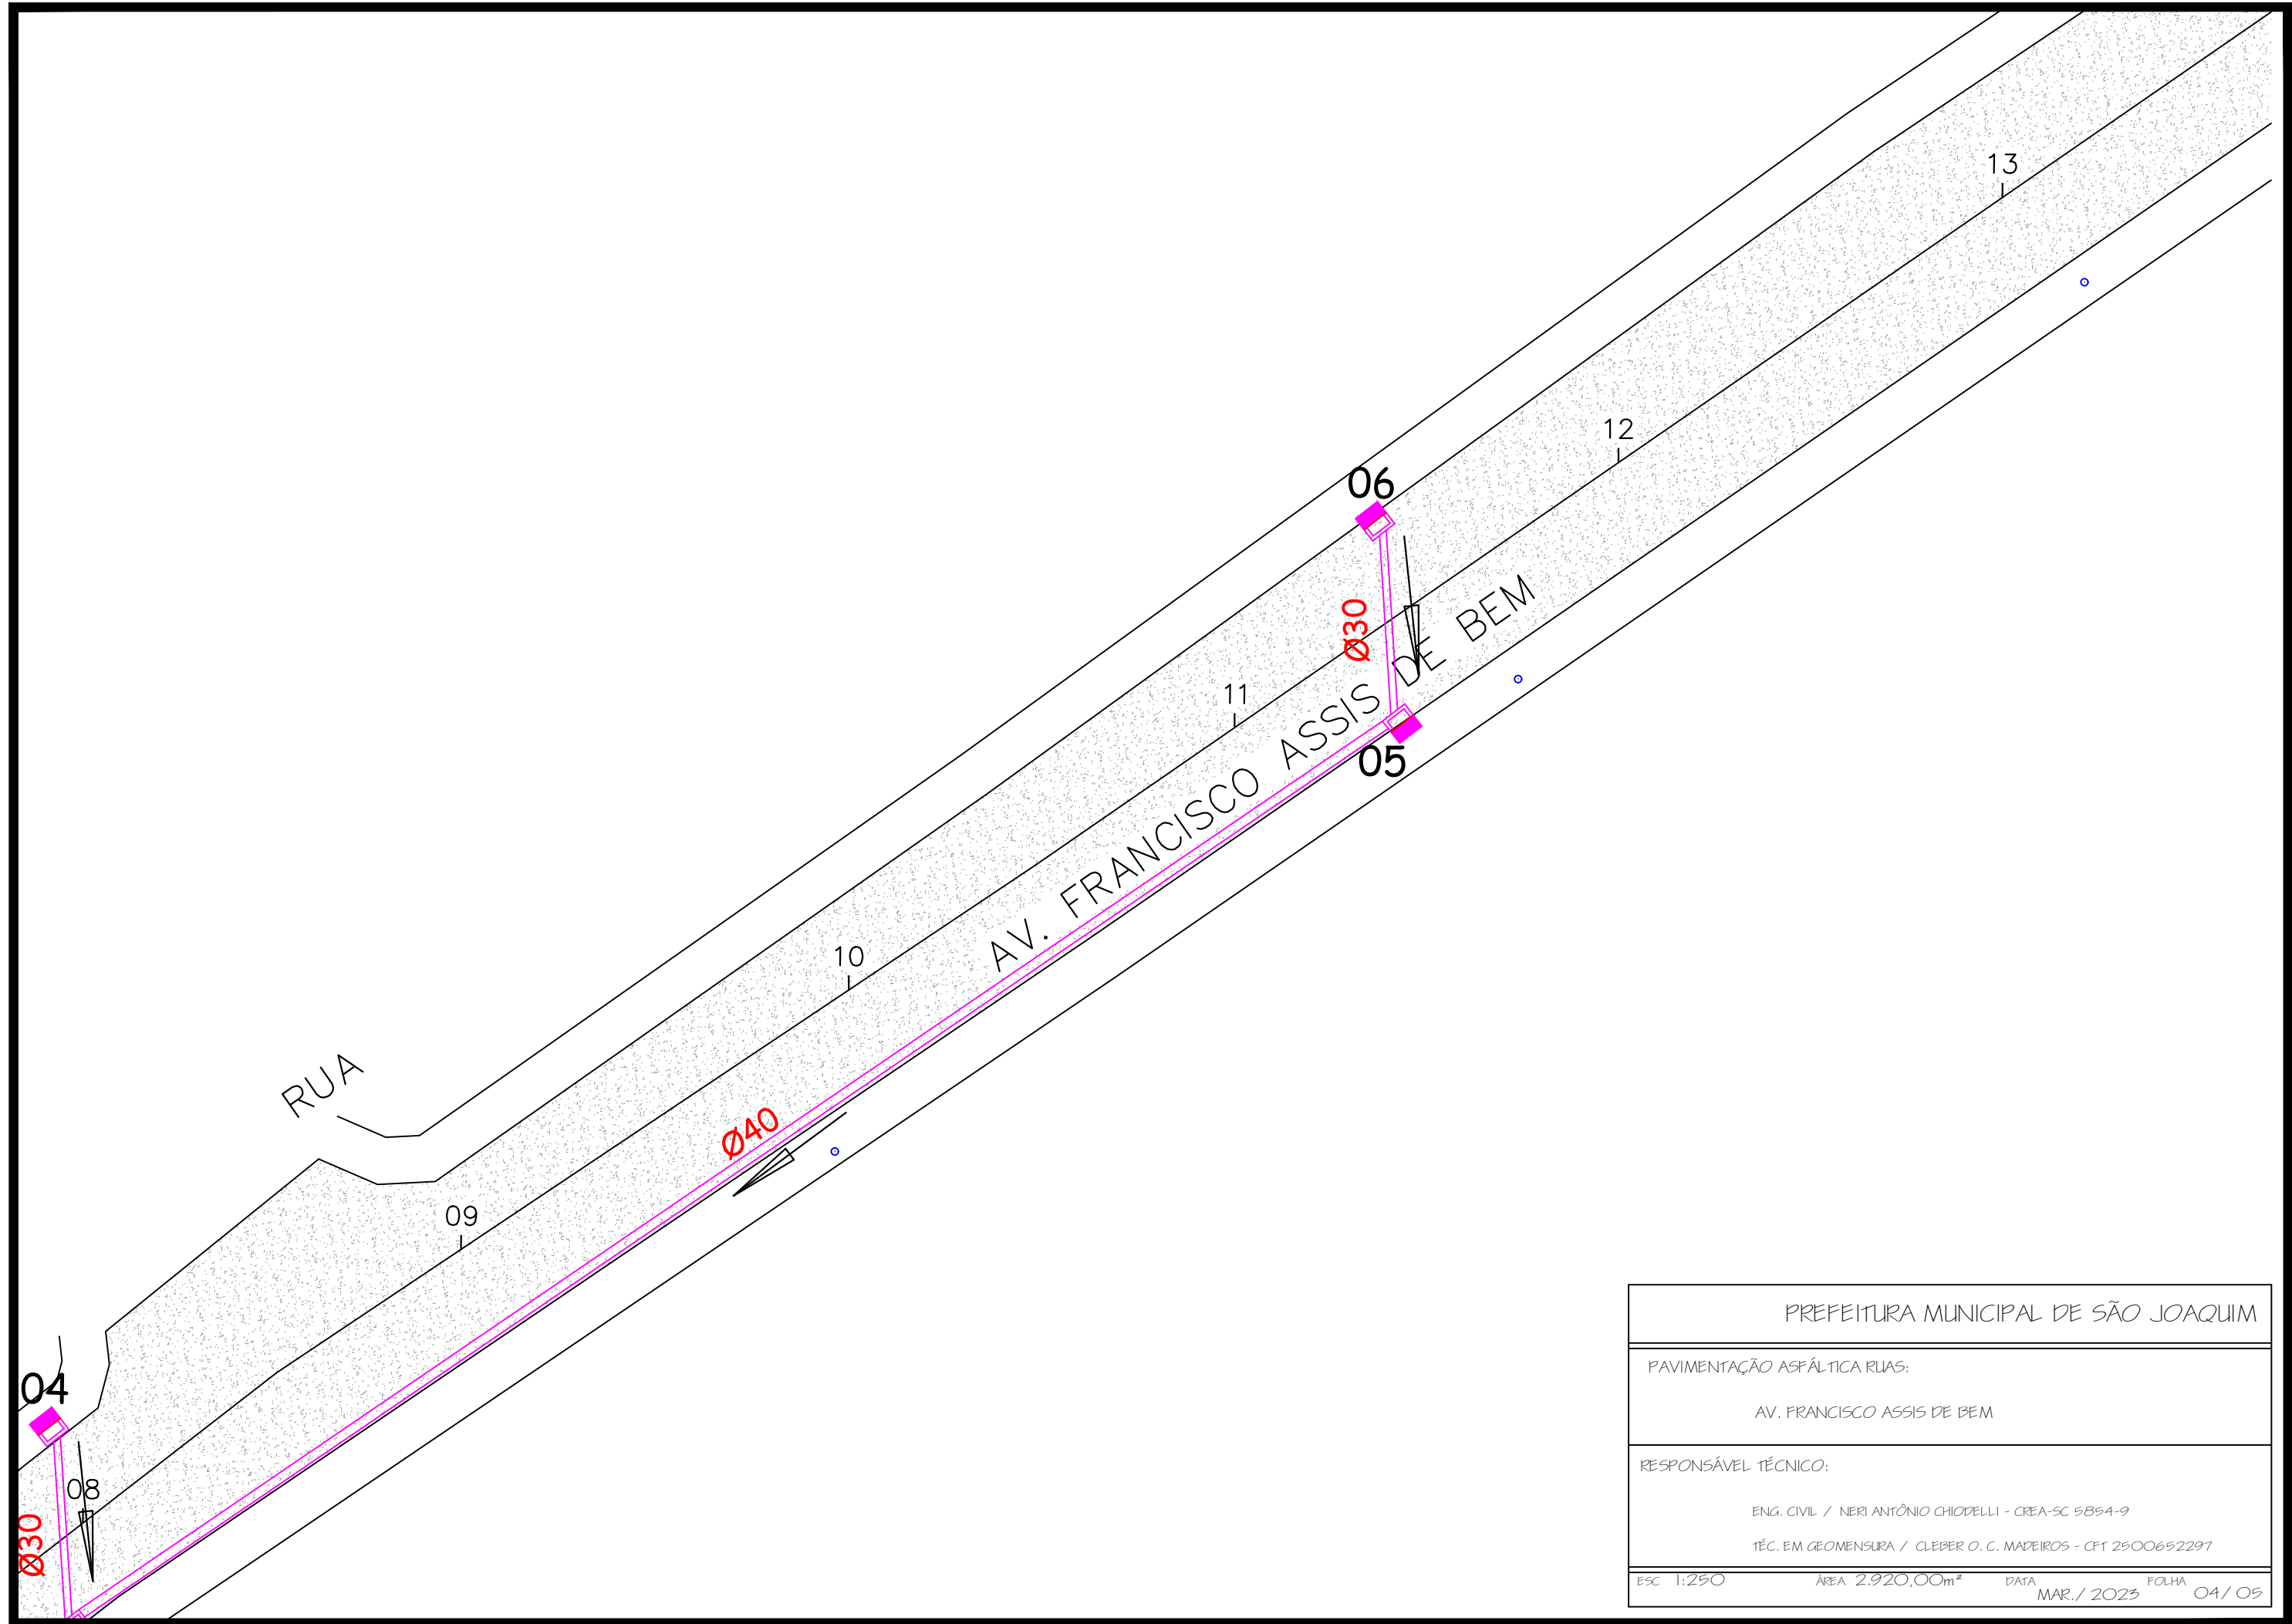 13
12
06
Ø30
11
AV. FRANCISCO ASSIS DE BEM
05
10
RUA
Ø40
09
04
08
Ø30
PREFEITURA MUNICIPAL DE SÃO JOAQUIM
PAVIMENTAÇÃO ASFÁLTICA RUAS:
AV. FRANCISCO ASSIS DE BEM
RESPONSÁVEL TÉCNICO:
ENG. CIVIL / NERI ANTÔNIO CHIODELLI - CREA-SC 5854-9
TÉC. EM GEOMENSURA / CLEBER O. C. MADEIROS - CFT 2500652297
ESC 1:250 ÁREA 2.920,00m² DATA MAR./ 2023 FOLHA 04/ 05